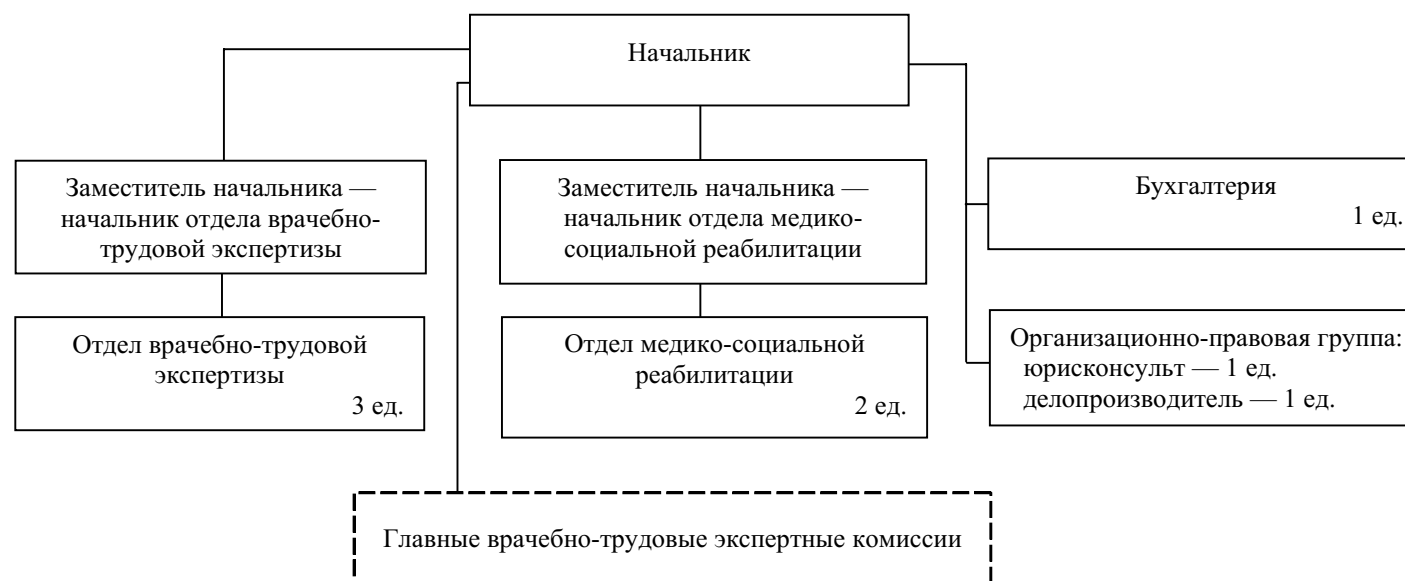 Начальник
Заместитель начальника —
начальник отдела врачебно-
трудовой экспертизы
Заместитель начальника —
начальник отдела медико-
социальной реабилитации
Бухгалтерия
1 ед.
Отдел врачебно-трудовой
экспертизы
3 ед.
Отдел медико-социальной
реабилитации
2 ед.
Организационно-правовая группа:
юрисконсульт — 1 ед.
делопроизводитель — 1 ед.
Главные врачебно-трудовые экспертные комиссии